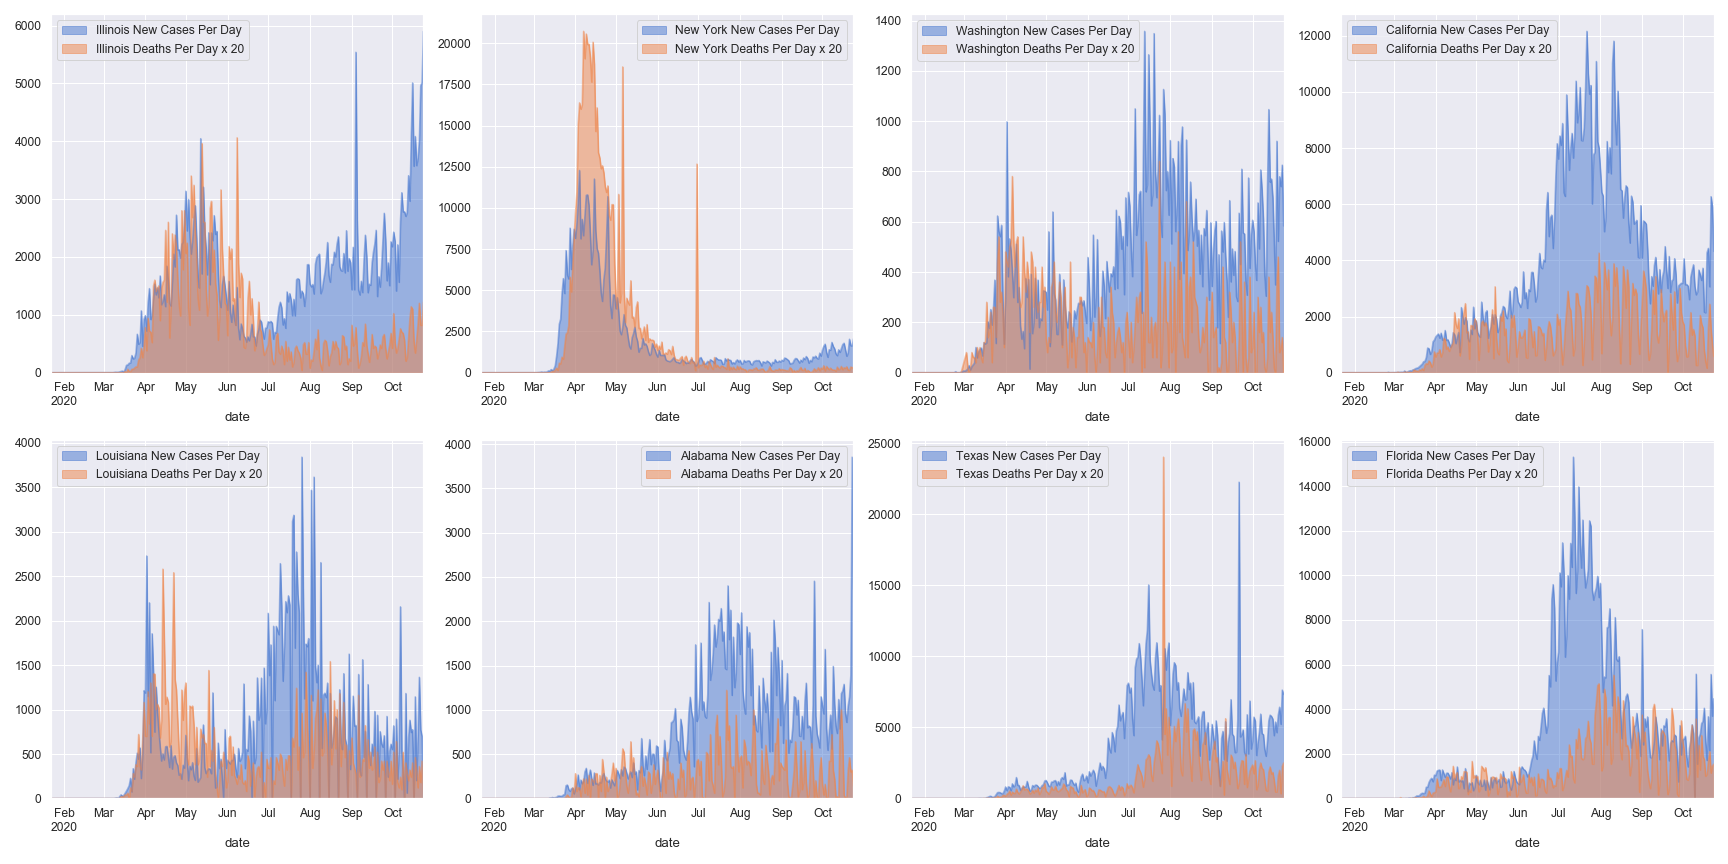 Illinois New Cases Per Day
Illinois Deaths Per Day x 20
6000
5000
4000
3000
2000
1000
0
Feb Mar Apr May Jun Jul Aug Sep Oct
2020
date
New York New Cases Per Day
New York Deaths Per Day x 20
20000
17500
15000
12500
10000
7500
5000
2500
0
Feb Mar Apr May Jun Jul Aug Sep Oct
2020
date
Washington New Cases Per Day
Washington Deaths Per Day x 20
1400
1200
1000
800
600
400
200
0
Feb Mar Apr May Jun Jul Aug Sep Oct
2020
date
California New Cases Per Day
California Deaths Per Day x 20
12000
10000
8000
6000
4000
2000
0
Feb Mar Apr May Jun Jul Aug Sep Oct
2020
date
Louisiana New Cases Per Day
Louisiana Deaths Per Day x 20
4000
3500
3000
2500
2000
1500
1000
500
0
Feb Mar Apr May Jun Jul Aug Sep Oct
2020
date
Alabama New Cases Per Day
Alabama Deaths Per Day x 20
4000
3500
3000
2500
2000
1500
1000
500
0
Feb Mar Apr May Jun Jul Aug Sep Oct
2020
date
Texas New Cases Per Day
Texas Deaths Per Day x 20
25000
20000
15000
10000
5000
0
Feb Mar Apr May Jun Jul Aug Sep Oct
2020
date
Florida New Cases Per Day
Florida Deaths Per Day x 20
16000
14000
12000
10000
8000
6000
4000
2000
0
Feb Mar Apr May Jun Jul Aug Sep Oct
2020
date